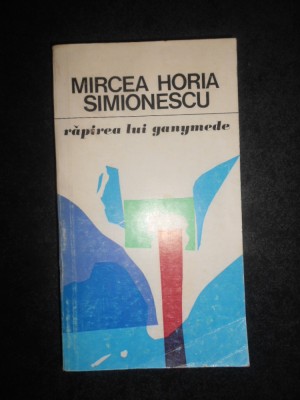 MIRCEA HORIA
SIMIONESCU
răpirea lui ganymede